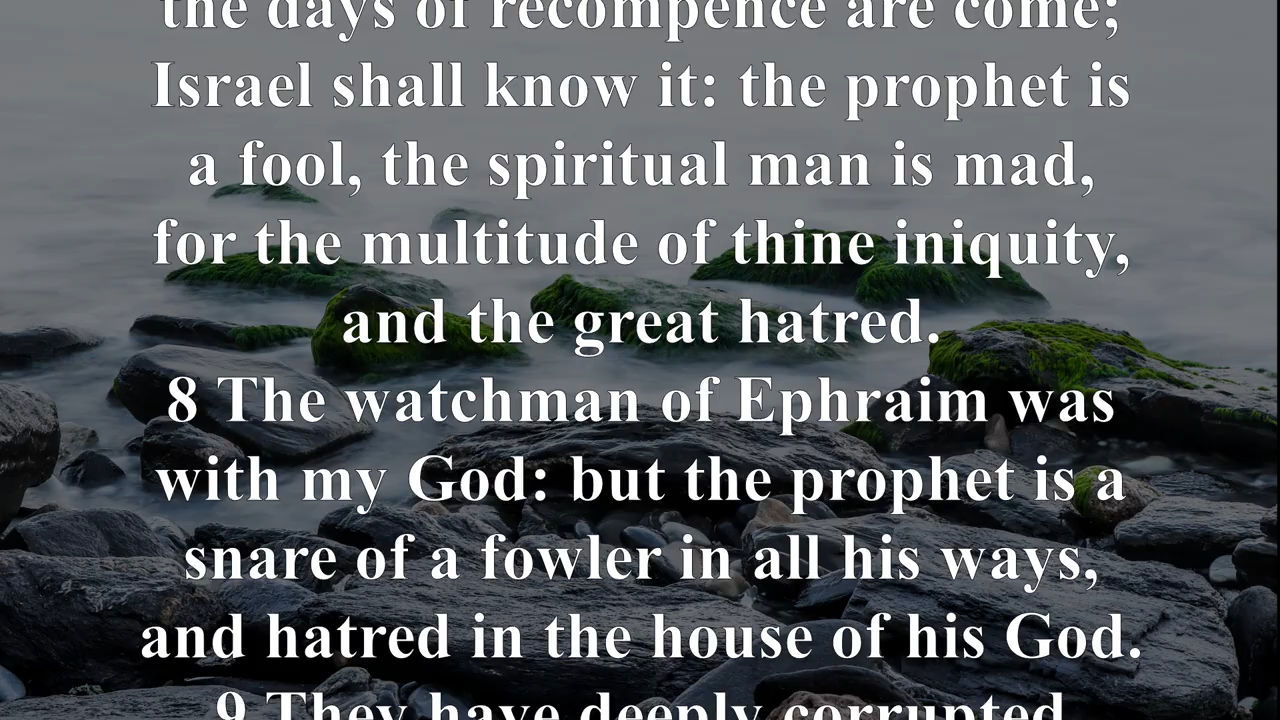 the days of recompence are come;
Israel shall know it: the prophet is
a fool, the spiritual man is mad,
for the multitude of thine iniquity,
and the great hatred.
8 The watchman of Ephraim was
with my God: but the prophet is a
snare of a fowler in all his ways,
and hatred in the house of his God.
9 They have deeply corrupted